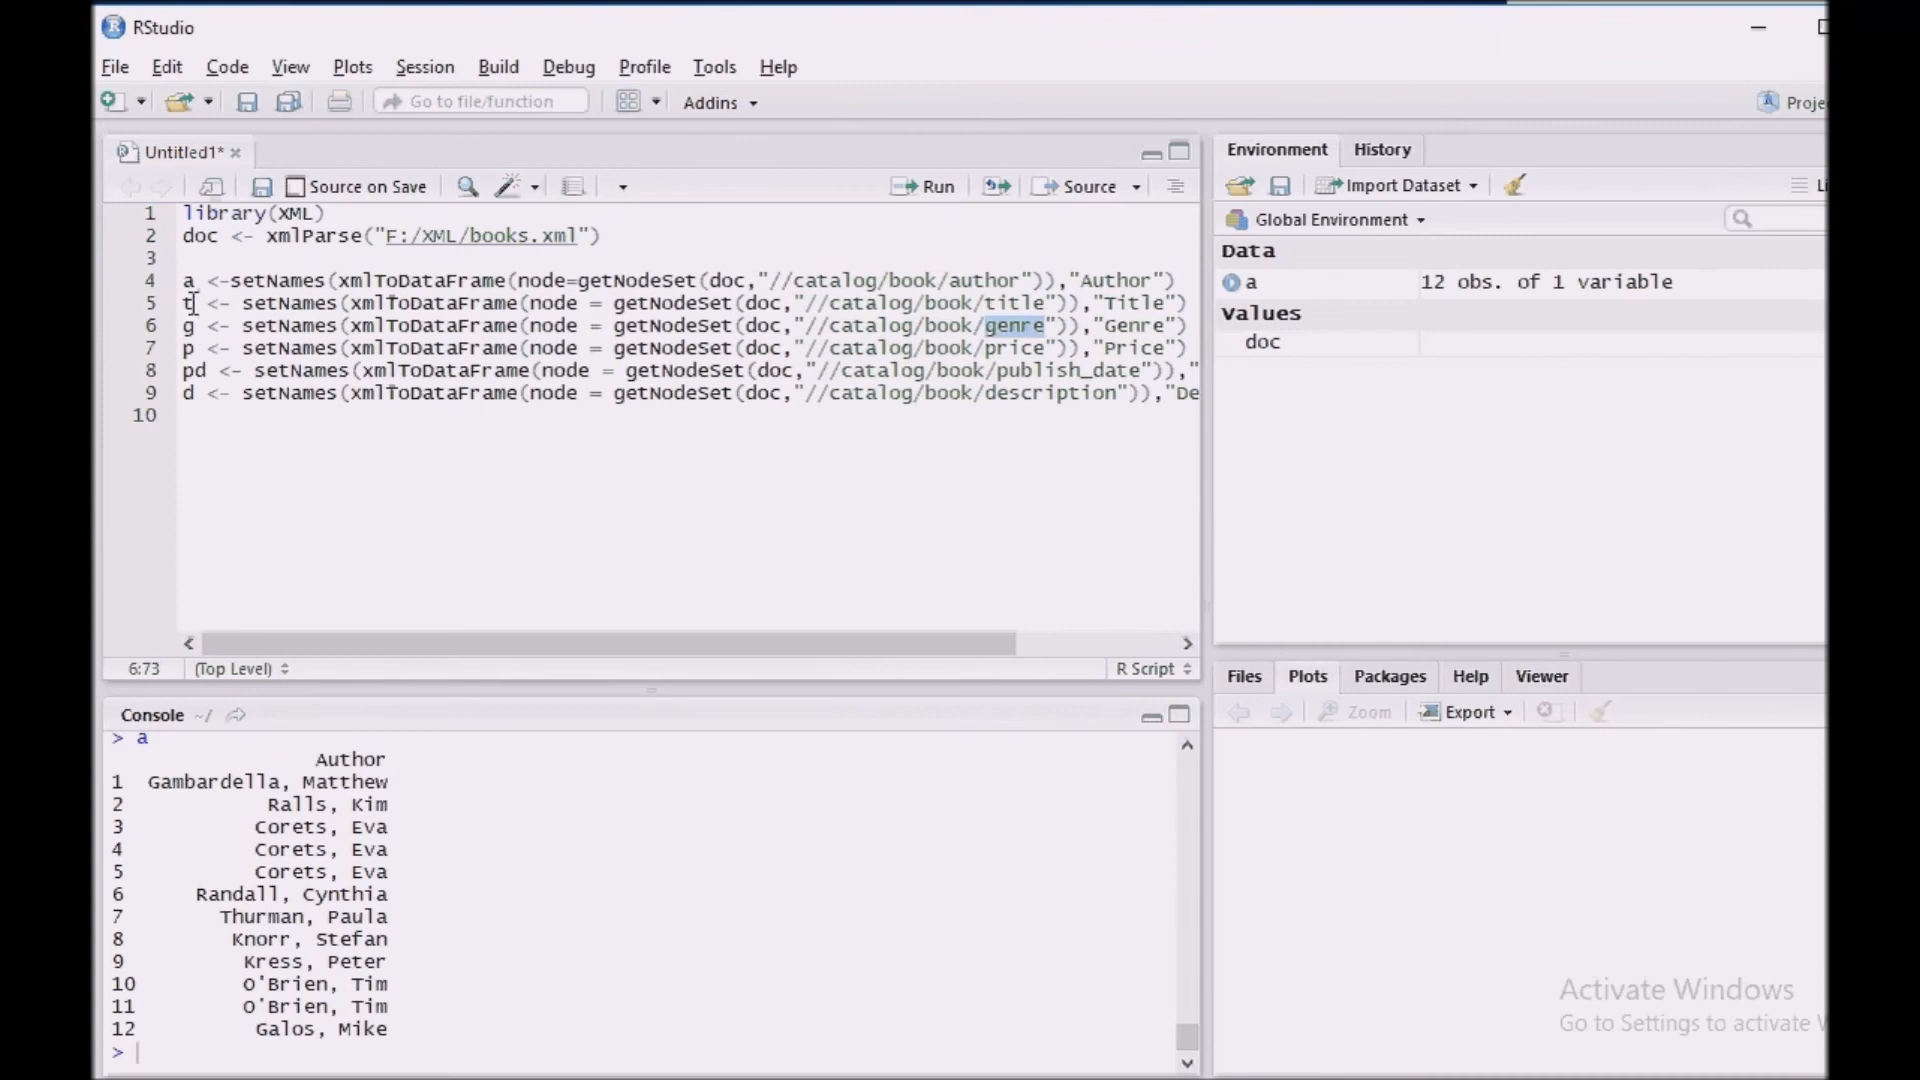 RStudio
File Edit Code View Plots Session Build Debug Profile Tools Help
Go to file/function Addins
Untitled1*
Source on Save Run Source
1 library(XML)
2 doc <- xmlParse("F:/XML/books.xml")
3
4 a <-setNames(xmlToDataFrame(node=getNodeSet(doc,"//catalog/book/author")),"Author")
5 t <- setNames(xmlToDataFrame(node = getNodeSet(doc,"//catalog/book/title")),"Title")
6 g <- setNames(xmlToDataFrame(node = getNodeSet(doc,"//catalog/book/genre")),"Genre")
7 p <- setNames(xmlToDataFrame(node = getNodeSet(doc,"//catalog/book/price")),"Price")
8 pd <- setNames(xmlToDataFrame(node = getNodeSet(doc,"//catalog/book/publish_date")),"
9 d <- setNames(xmlToDataFrame(node = getNodeSet(doc,"//catalog/book/description")),"De
10
6:73 (Top Level) R Script
Console ~/
> a
Author
1 Gambardella, Matthew
2 Ralls, Kim
3 Corets, Eva
4 Corets, Eva
5 Corets, Eva
6 Randall, Cynthia
7 Thurman, Paula
8 Knorr, Stefan
9 Kress, Peter
10 O'Brien, Tim
11 O'Brien, Tim
12 Galos, Mike
>
Proje
Environment History
Import Dataset Li
Global Environment
Data
a 12 obs. of 1 variable
Values
doc
Files Plots Packages Help Viewer
Zoom Export
Activate Windows
Go to Settings to activate